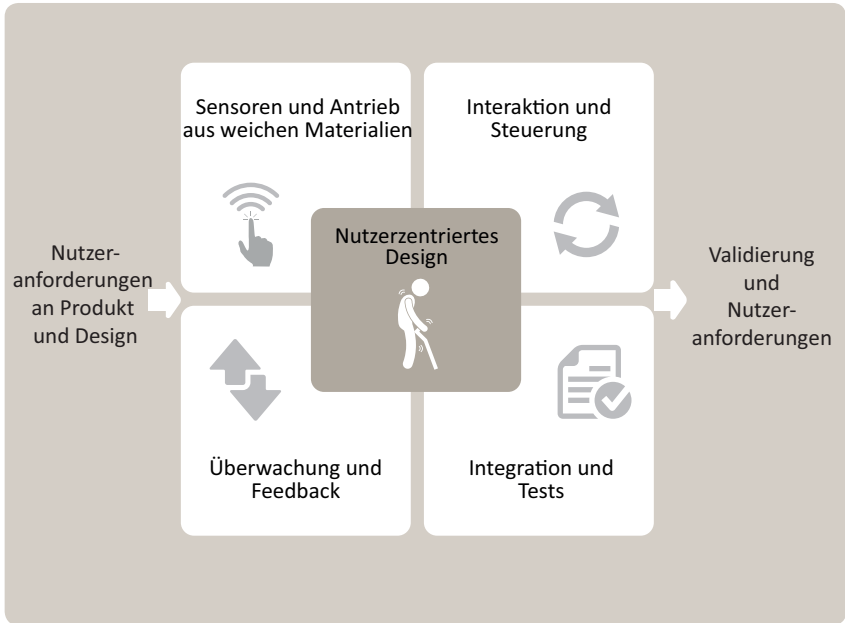 Sensoren und Antrieb
aus weichen Materialien
Interaktion und
Steuerung
Nutzer-
anforderungen
an Produkt
und Design
Nutzerzentriertes
Design
Validierung
und
Nutzer-
anforderungen
Überwachung und
Feedback
Integration und
Tests